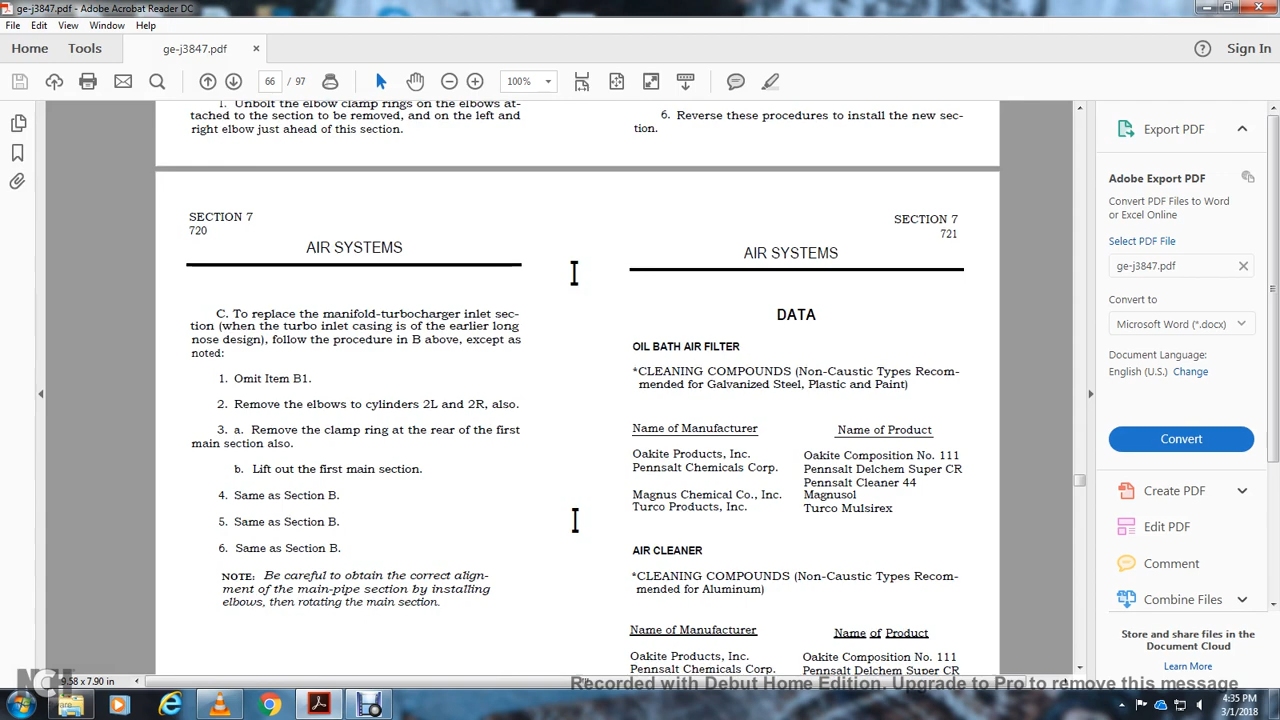 ge-j3847.pdf - Adobe Acrobat Reader DC
File Edit View Window Help
Home Tools ge-j3847.pdf × Sign In
66 / 97 100%
1. Unbolt the elbow clamp rings on the elbows at-
tached to the section to be removed, and on the left and
right elbow just ahead of this section.
6. Reverse these procedures to install the new sec-
tion.
SECTION 7
720
AIR SYSTEMS
C. To replace the manifold-turbocharger inlet sec-
tion (when the turbo inlet casing is of the earlier long
nose design), follow the procedure in B above, except as
noted:
1. Omit Item B1.
2. Remove the elbows to cylinders 2L and 2R, also.
3. a. Remove the clamp ring at the rear of the first
main section also.
b. Lift out the first main section.
4. Same as Section B.
5. Same as Section B.
6. Same as Section B.
NOTE: Be careful to obtain the correct align-
ment of the main-pipe section by installing
elbows, then rotating the main section.
SECTION 7
721
AIR SYSTEMS
DATA
OIL BATH AIR FILTER
*CLEANING COMPOUNDS (Non-Caustic Types Recom-
mended for Galvanized Steel, Plastic and Paint)
Name of Manufacturer Name of Product
Oakite Products, Inc. Oakite Composition No. 111
Pennsalt Chemicals Corp. Pennsalt Delchem Super CR
Pennsalt Cleaner 44
Magnus Chemical Co., Inc. Magnusol
Turco Products, Inc. Turco Mulsirex
AIR CLEANER
*CLEANING COMPOUNDS (Non-Caustic Types Recom-
mended for Aluminum)
Name of Manufacturer Name of Product
Oakite Products, Inc. Oakite Composition No. 111
Pennsalt Chemicals Corp. Pennsalt Delchem Super CR
Export PDF
Adobe Export PDF
Convert PDF Files to Word
or Excel Online
Select PDF File
ge-j3847.pdf
Convert to
Microsoft Word (*.docx)
Document Language:
English (U.S.) Change
Convert
Create PDF
Edit PDF
Comment
Combine Files
Store and share files in the
Document Cloud
Learn More
9.58 x 7.90 in
Recorded with Debut Home Edition. Upgrade to Pro to remove this message
NCH
4:35 PM
3/1/2018